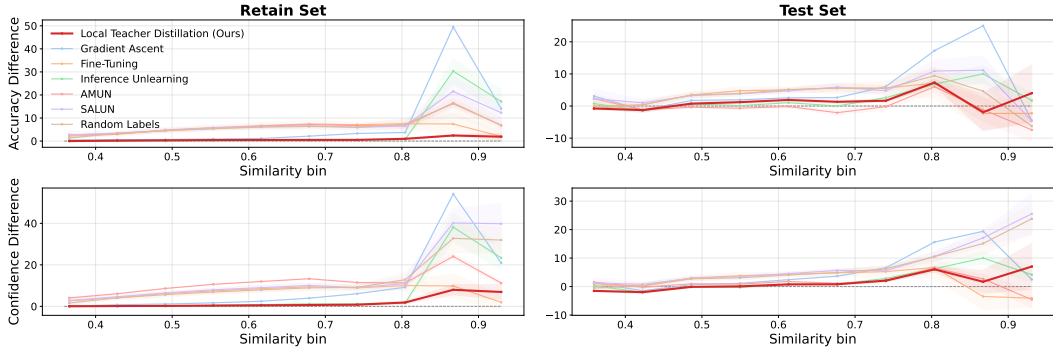 Retain Set
Test Set
Accuracy Difference
50
40
30
20
10
0
Local Teacher Distillation (Ours)
Gradient Ascent
Fine-Tuning
Inference Unlearning
AMUN
SALUN
Random Labels
0.4 0.5 0.6 0.7 0.8 0.9
Similarity bin
20
10
0
−10
0.4 0.5 0.6 0.7 0.8 0.9
Similarity bin
Confidence Difference
40
20
0
0.4 0.5 0.6 0.7 0.8 0.9
Similarity bin
30
20
10
0
−10
0.4 0.5 0.6 0.7 0.8 0.9
Similarity bin